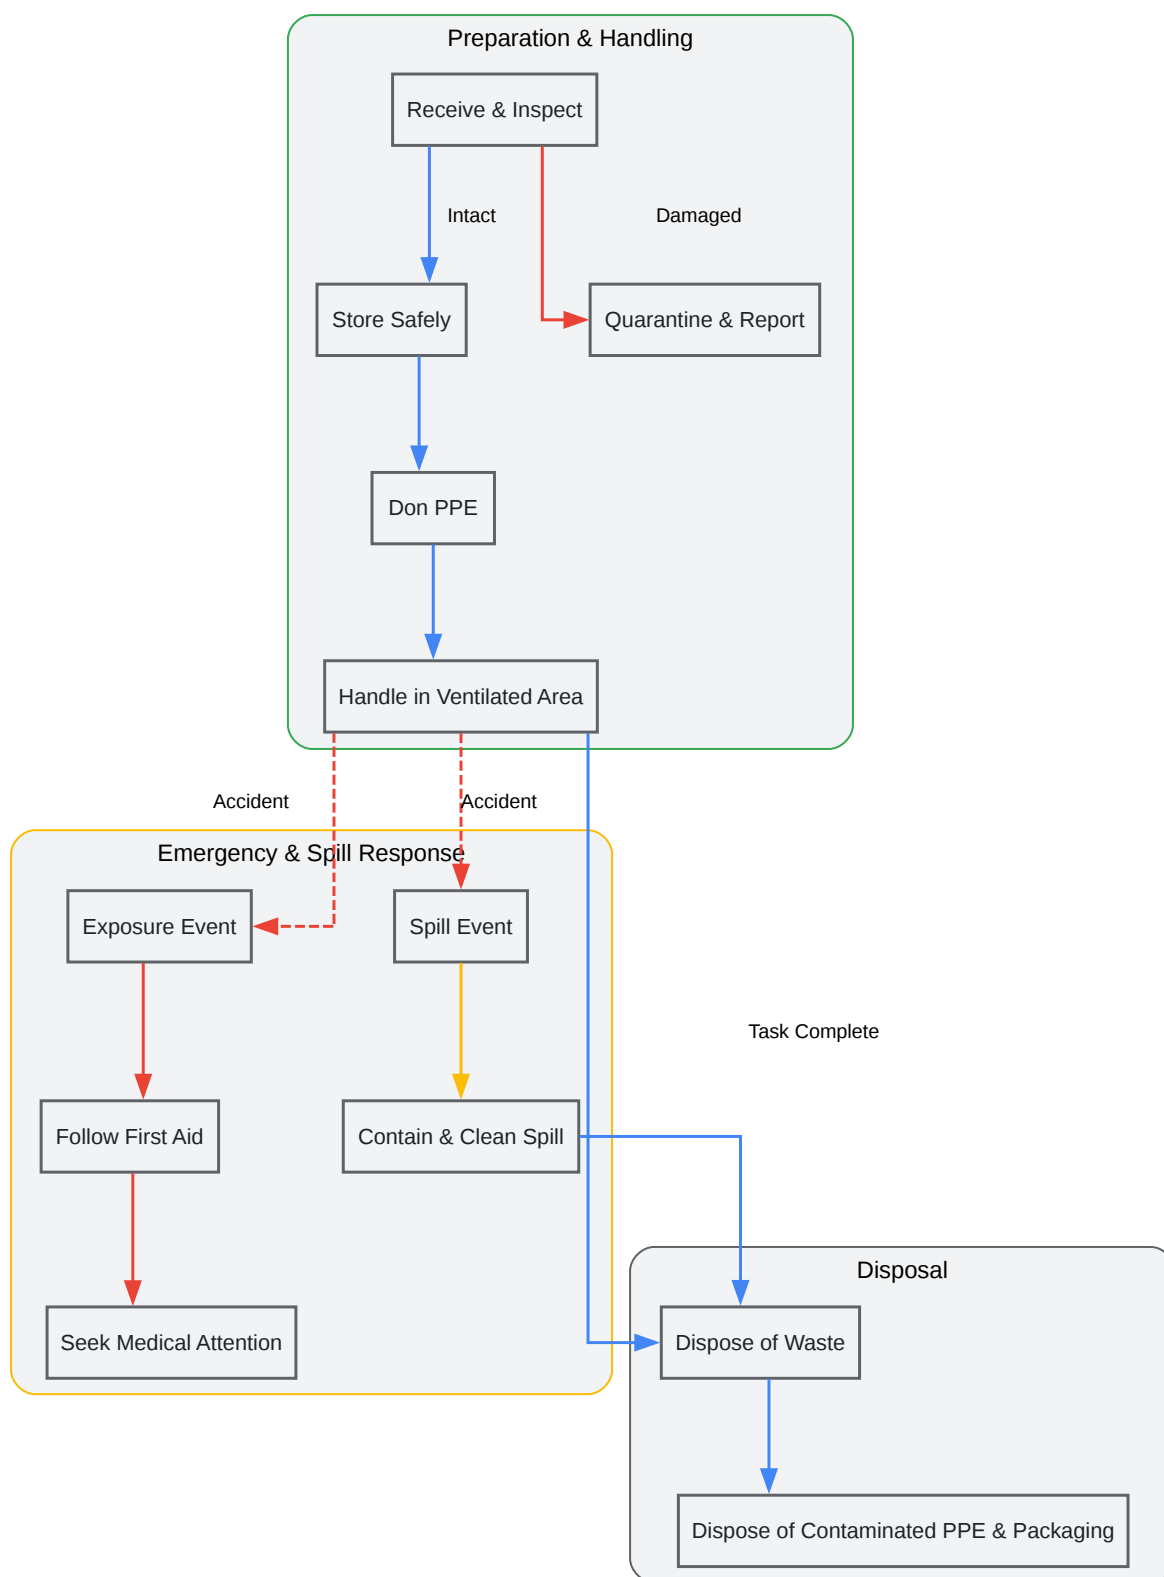 Preparation & Handling
Receive & Inspect
Intact
Damaged
Store Safely
Quarantine & Report
Don PPE
Handle in Ventilated Area
Accident
Accident
Emergency & Spill Response
Exposure Event
Spill Event
Task Complete
Follow First Aid
Contain & Clean Spill
Disposal
Seek Medical Attention
Dispose of Waste
Dispose of Contaminated PPE & Packaging